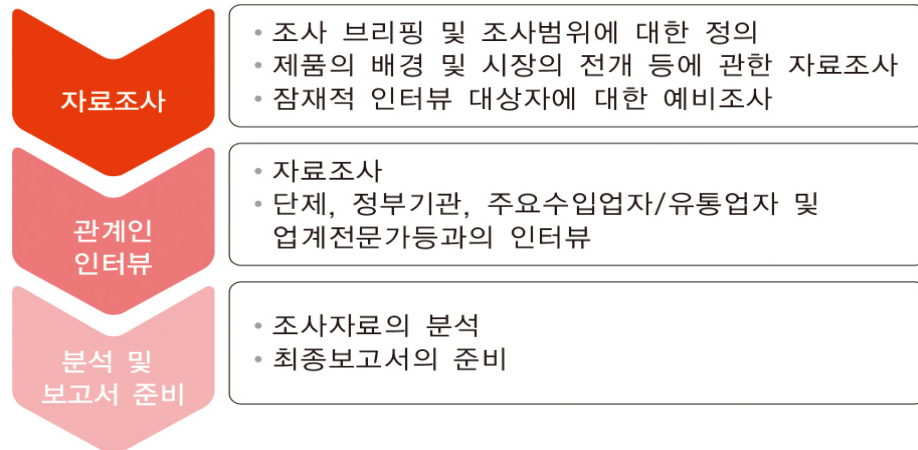 자료조사
• 조사 브리핑 및 조사범위에 대한 정의
• 제품의 배경 및 시장의 전개 등에 관한 자료조사
• 잠재적 인터뷰 대상자에 대한 예비조사
관계인
인터뷰
• 자료조사
• 단제, 정부기관, 주요수입업자/유통업자 및
업계전문가등과의 인터뷰
분석 및
보고서 준비
• 조사자료의 분석
• 최종보고서의 준비